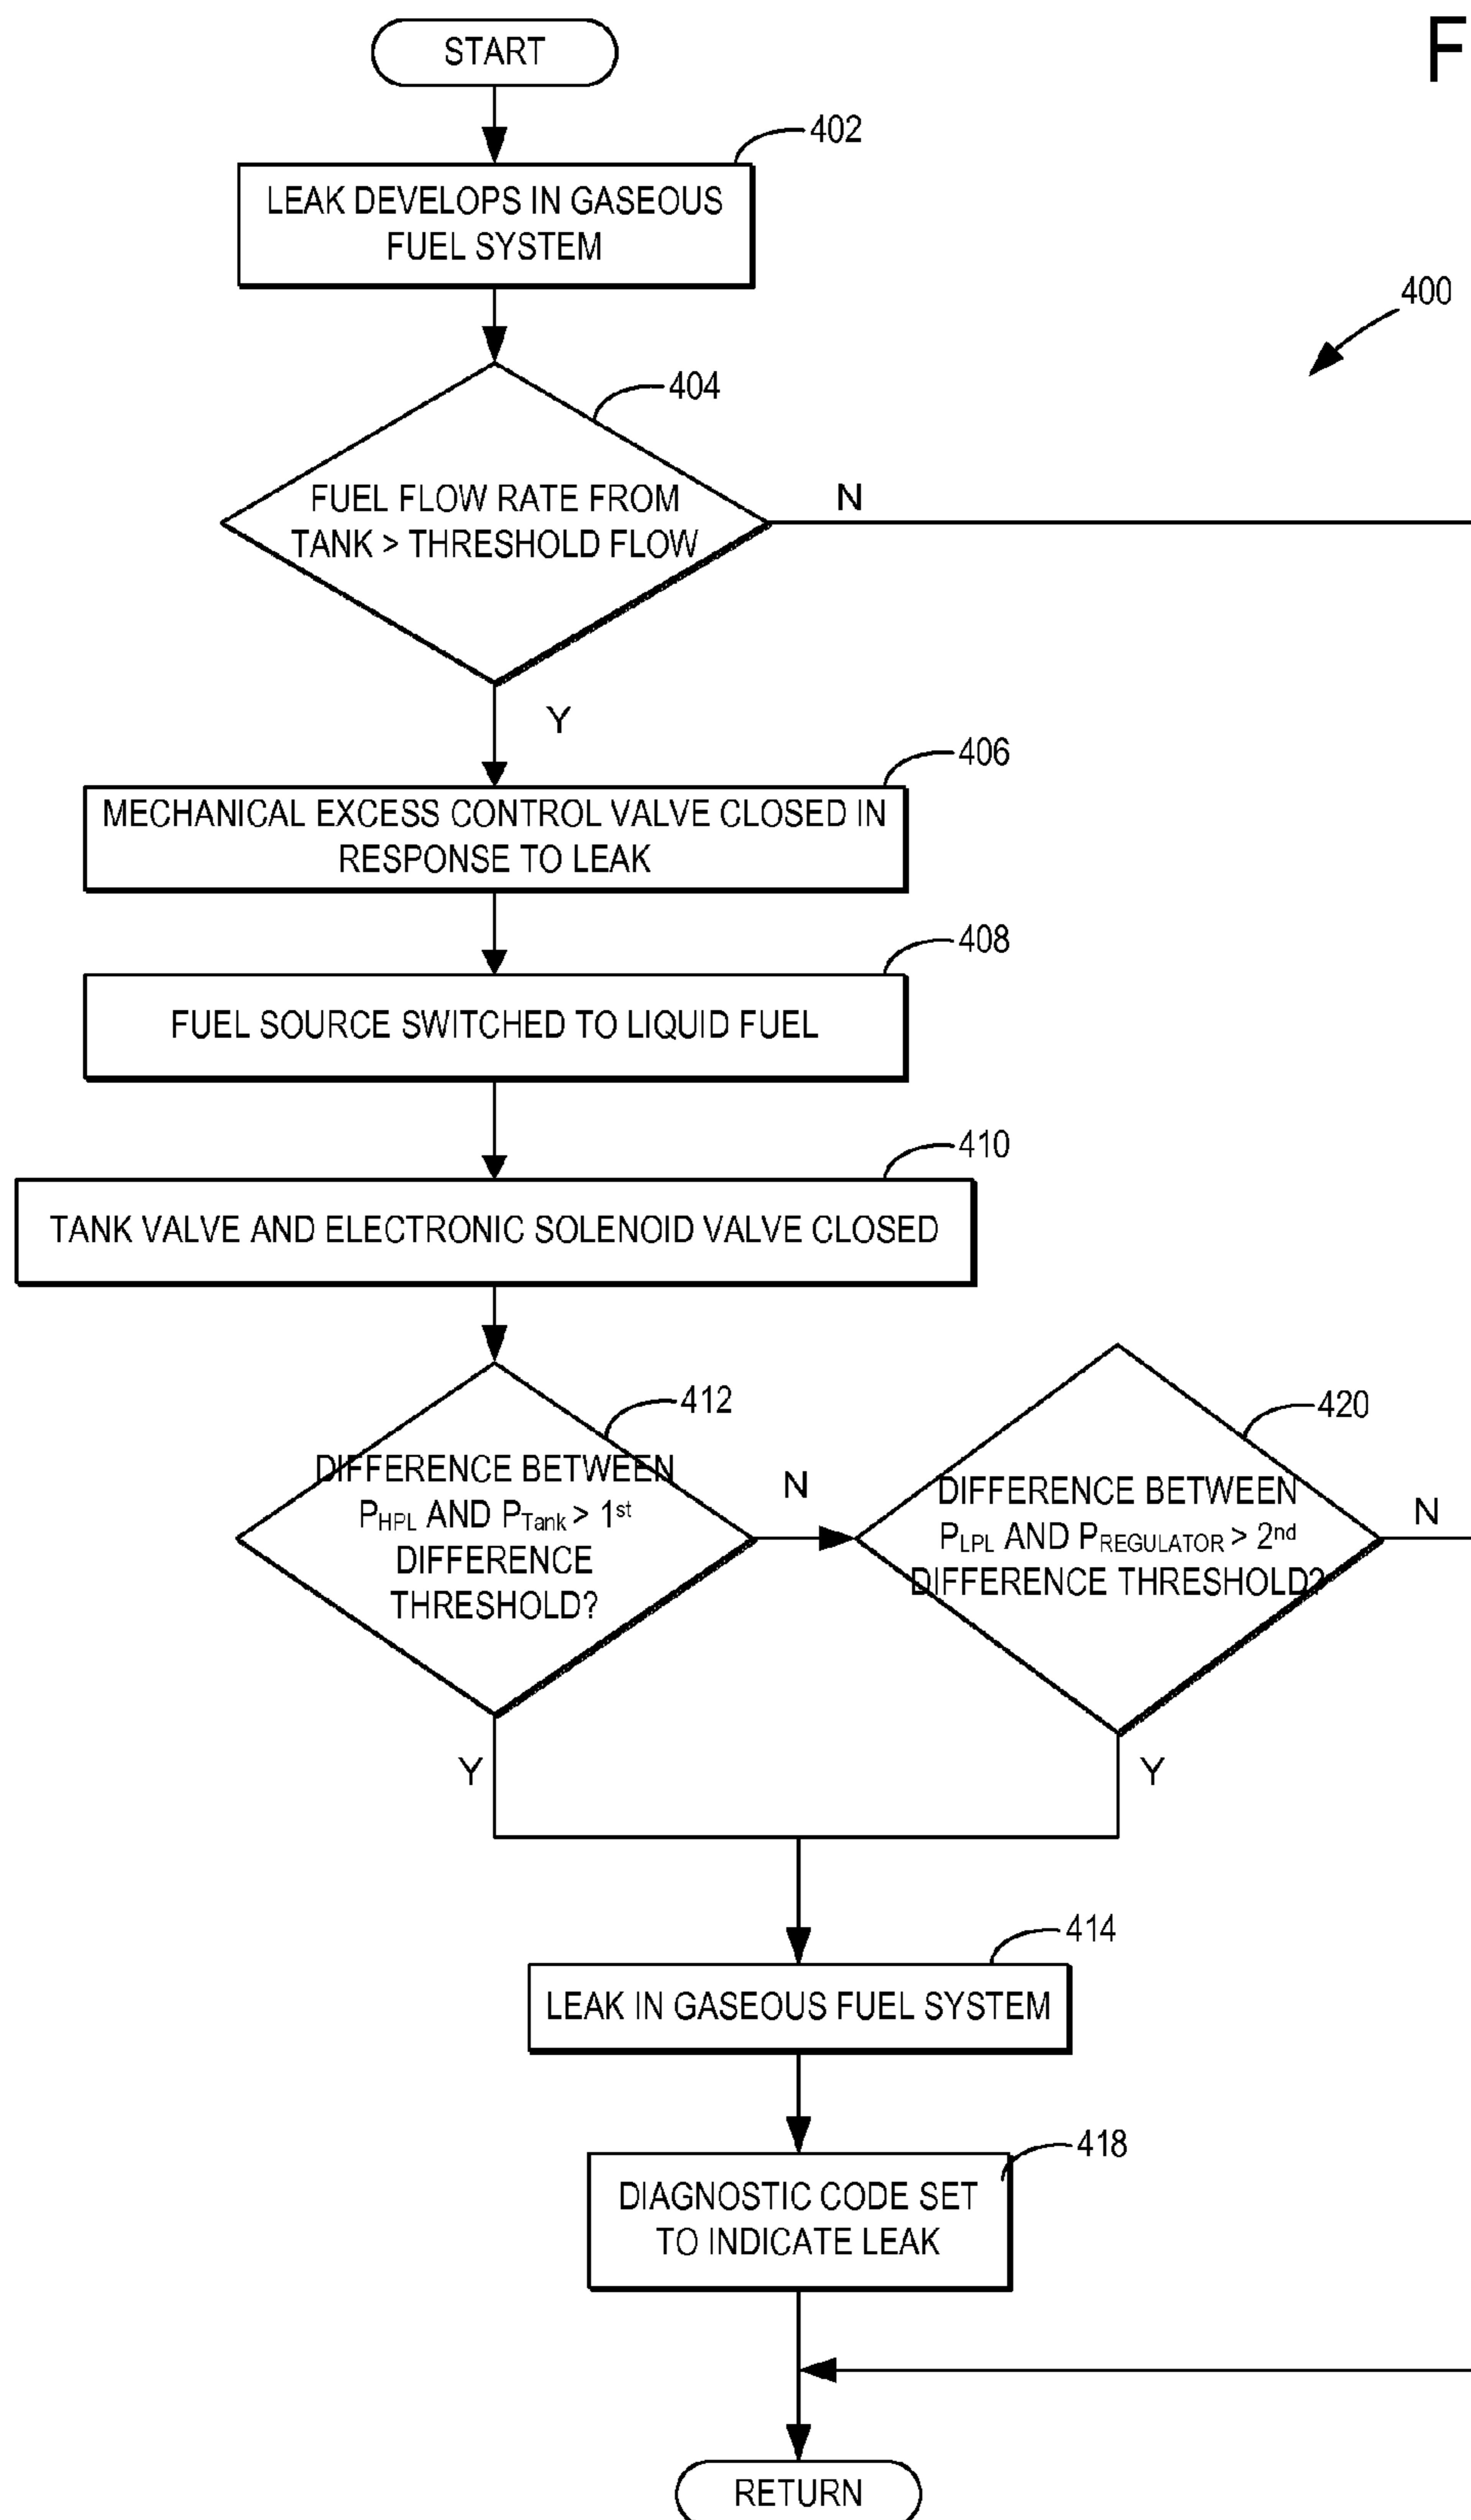 F
START
402
LEAK DEVELOPS IN GASEOUS
FUEL SYSTEM
400
404
FUEL FLOW RATE FROM
TANK > THRESHOLD FLOW
N
Y
406
MECHANICAL EXCESS CONTROL VALVE CLOSED IN
RESPONSE TO LEAK
408
FUEL SOURCE SWITCHED TO LIQUID FUEL
410
TANK VALVE AND ELECTRONIC SOLENOID VALVE CLOSED
412
DIFFERENCE BETWEEN
PHPL AND PTank > 1st
DIFFERENCE
THRESHOLD?
N
420
DIFFERENCE BETWEEN
PLPL AND PREGULATOR > 2nd
DIFFERENCE THRESHOLD?
N
Y
Y
414
LEAK IN GASEOUS FUEL SYSTEM
418
DIAGNOSTIC CODE SET
TO INDICATE LEAK
RETURN